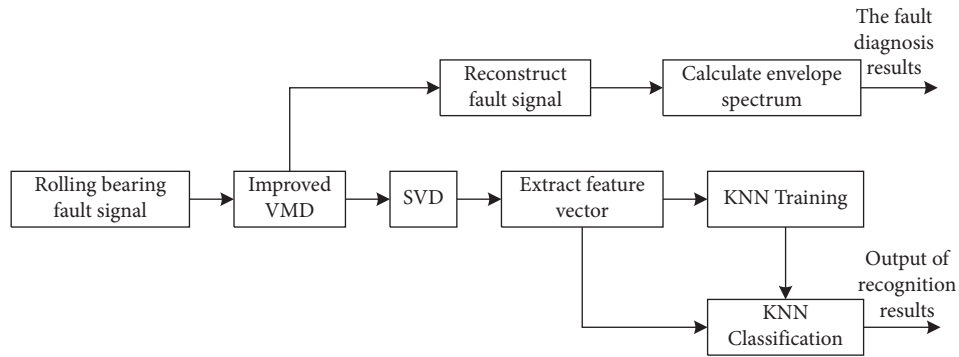 The fault
diagnosis
results
Reconstruct
fault signal
Calculate envelope
spectrum
Rolling bearing
fault signal
Improved
VMD
SVD
Extract feature
vector
KNN Training
Output of
recognition
results
KNN
Classification